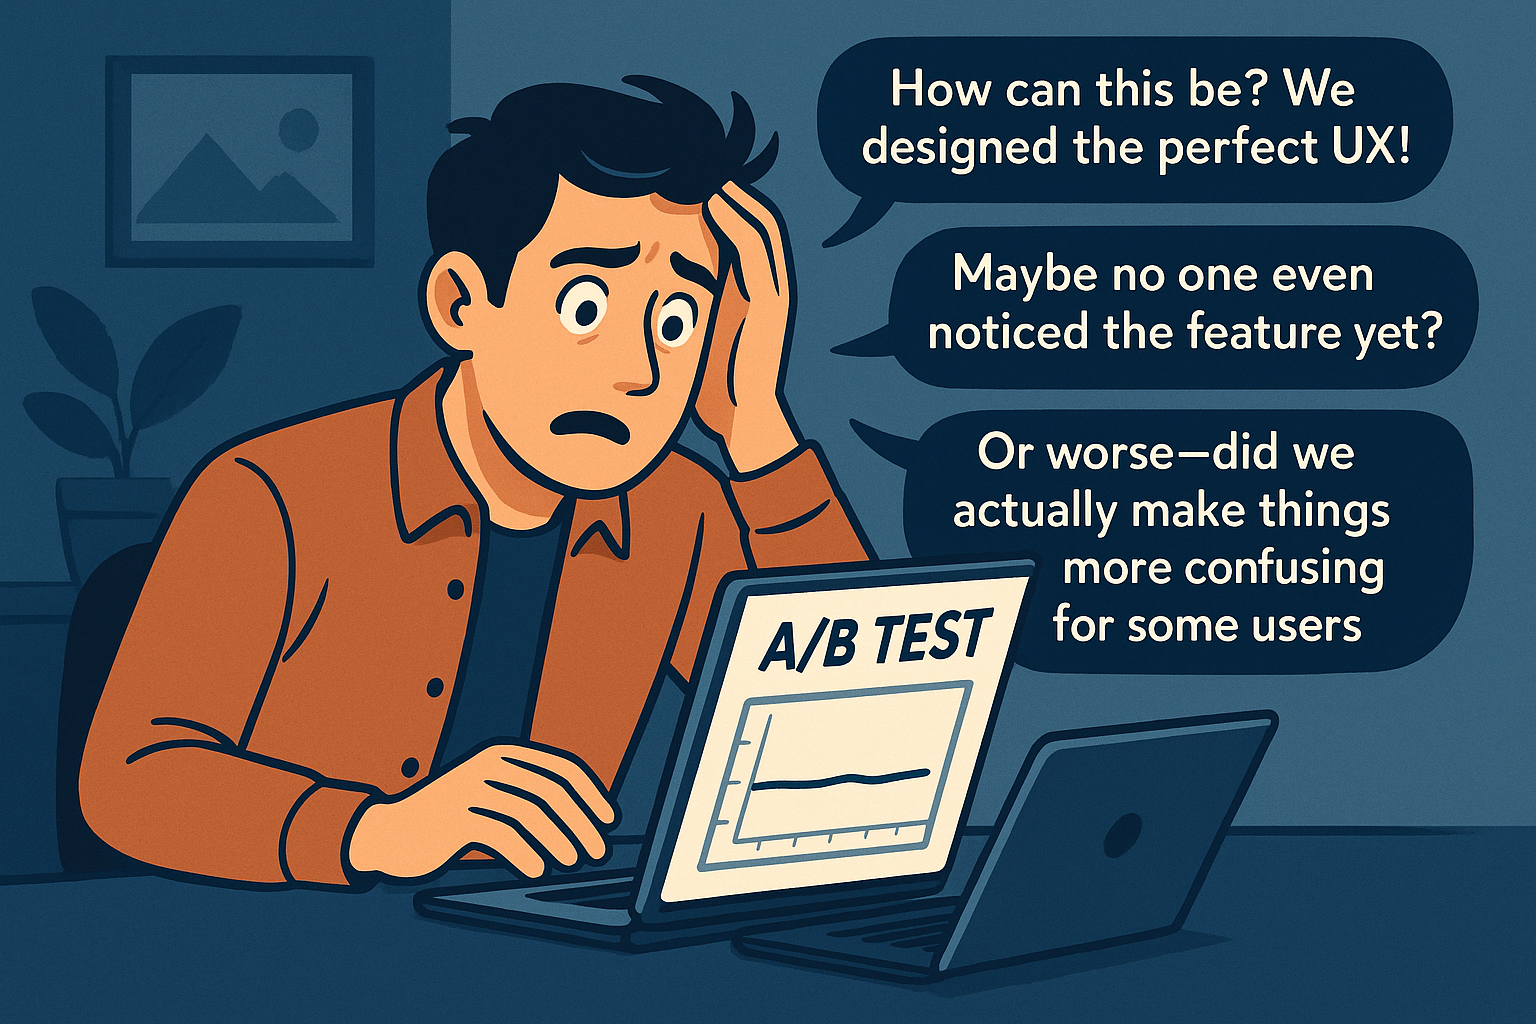 How can this be? We
designed the perfect UX!
Maybe no one even
noticed the feature yet?
Or worse—did we
actually make things
more confusing
for some users
A/B TEST